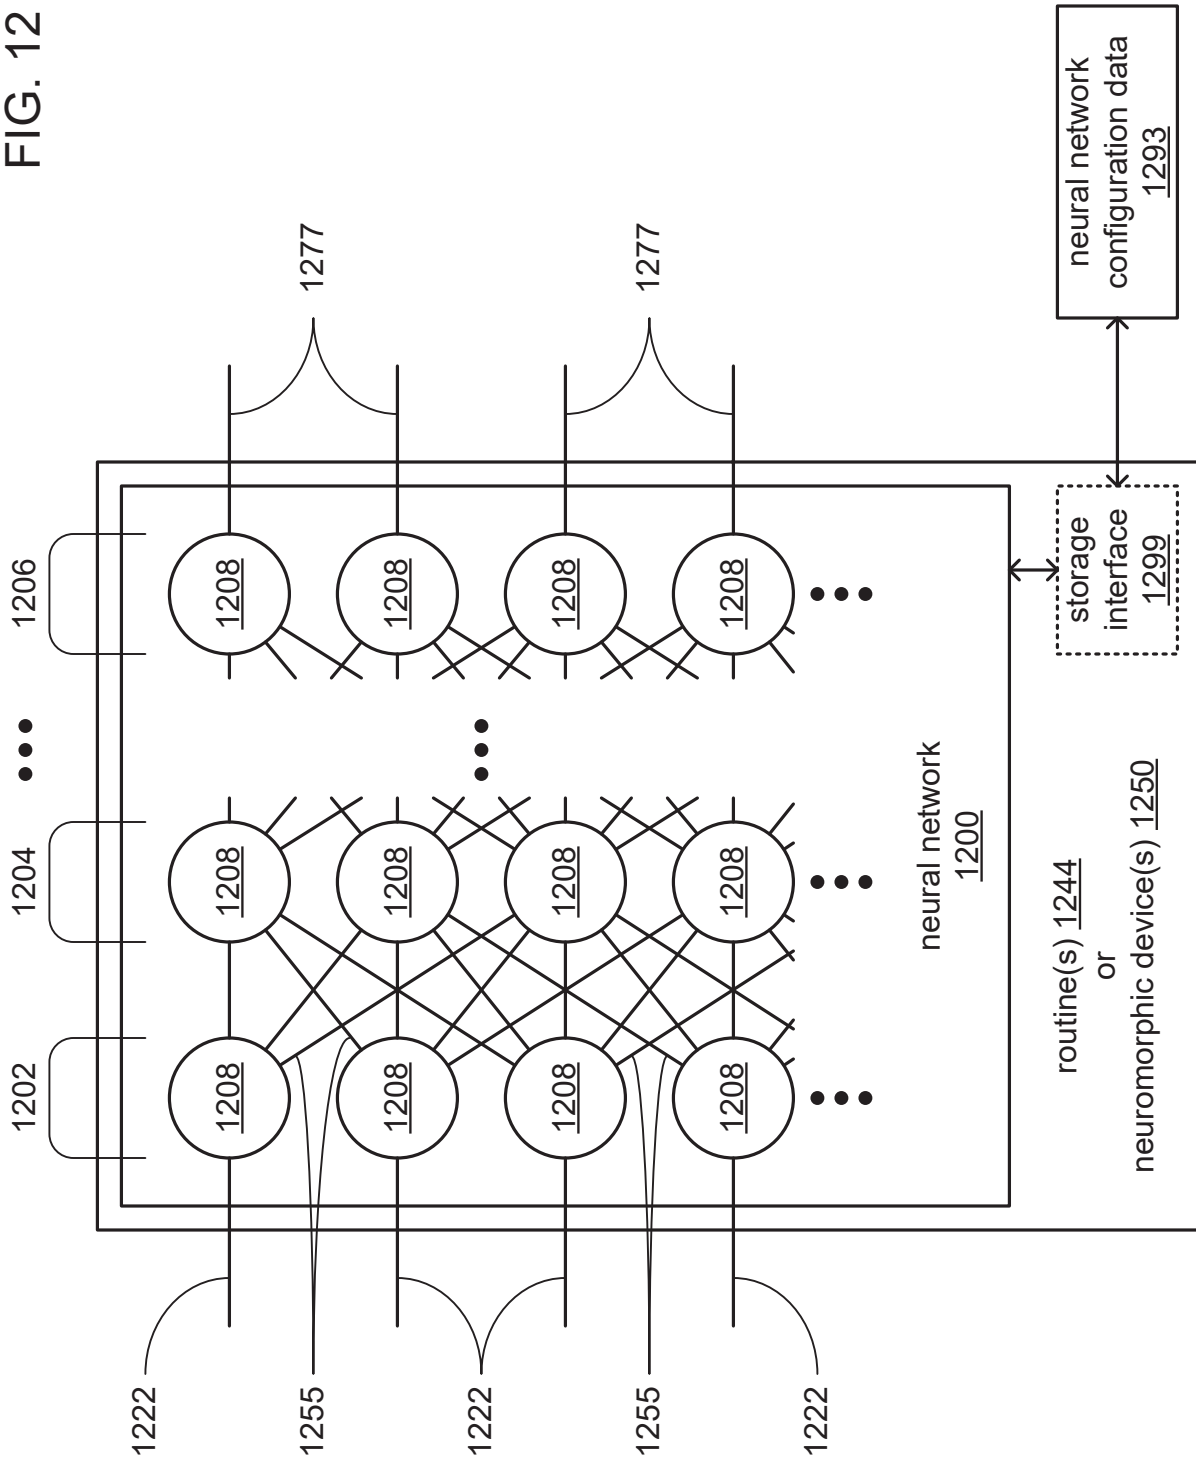 FIG. 12
1202
1204
1206
1222
1255
1222
1255
1222
1208
1208
1208
1208
1208
1208
1208
1208
1208
1208
1208
1208
1277
1277
neural network
1200
routine(s) 1244
or
neuromorphic device(s) 1250
storage
interface
1299
neural network
configuration data
1293